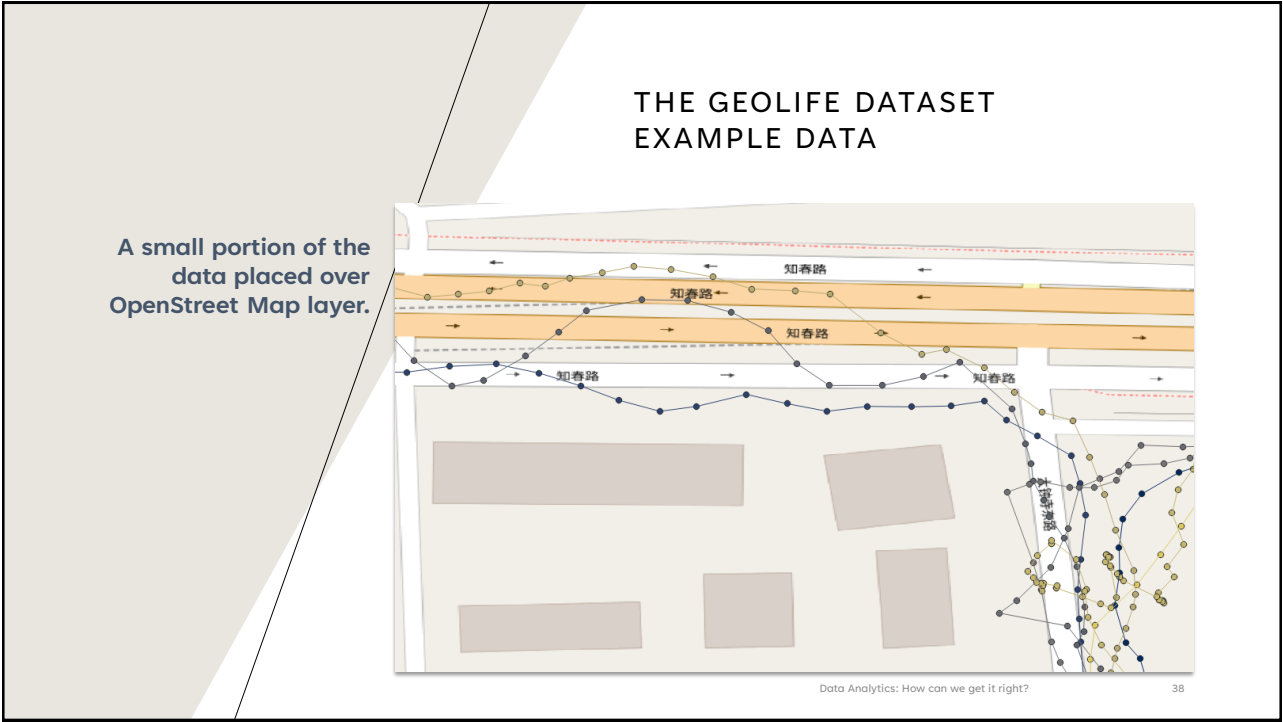 THE GEOLIFE DATASET
EXAMPLE DATA
A small portion of the
data placed over
OpenStreet Map layer.
知春路
知春路
知春路
知春路
知春路
Data Analytics: How can we get it right?
38